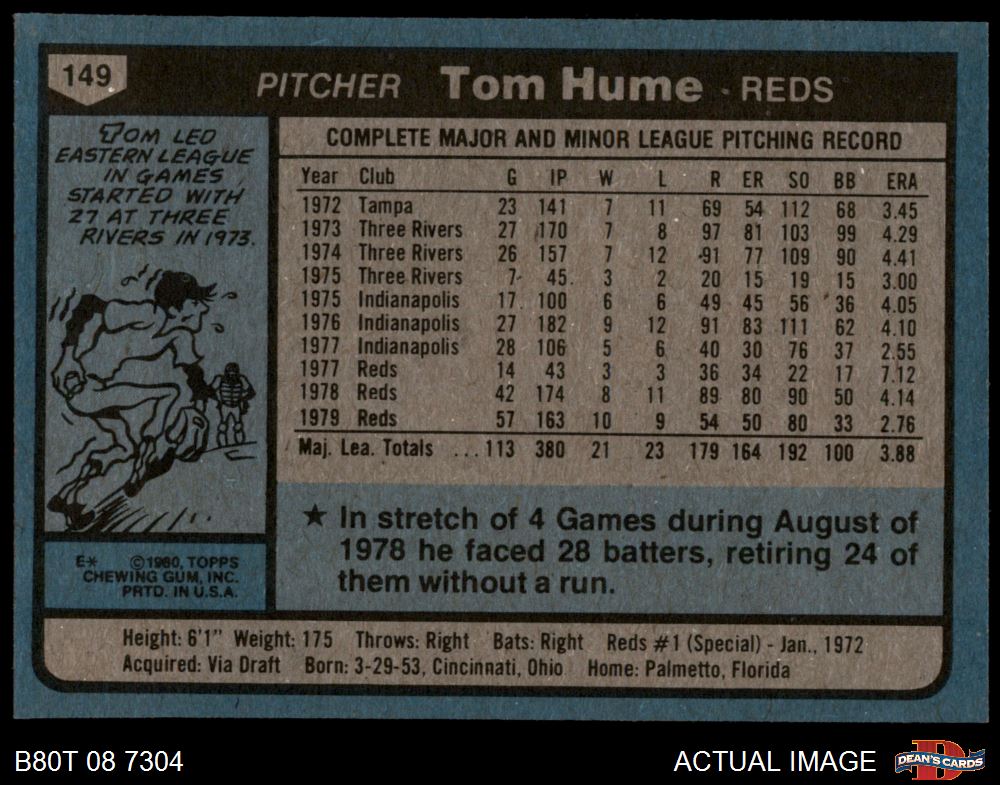 149
PITCHER Tom Hume · REDS
TOM LED
EASTERN LEAGUE
IN GAMES
STARTED WITH
27 AT THREE
RIVERS IN 1973.
COMPLETE MAJOR AND MINOR LEAGUE PITCHING RECORD
Year Club G IP W L R ER SO BB ERA
1972 Tampa 23 141 7 11 69 54 112 68 3.45
1973 Three Rivers 27 170 7 8 97 81 103 99 4.29
1974 Three Rivers 26 157 7 12 91 77 109 90 4.41
1975 Three Rivers 7 45 3 2 20 15 19 15 3.00
1975 Indianapolis 17 100 6 6 49 45 56 36 4.05
1976 Indianapolis 27 182 9 12 91 83 111 62 4.10
1977 Indianapolis 28 106 5 6 40 30 76 37 2.55
1977 Reds 14 43 3 3 36 34 22 17 7.12
1978 Reds 42 174 8 11 89 80 90 50 4.14
1979 Reds 57 163 10 9 54 50 80 33 2.76
Maj. Lea. Totals ...113 380 21 23 179 164 192 100 3.88
★ In stretch of 4 Games during August of
1978 he faced 28 batters, retiring 24 of
them without a run.
E* ©1980, TOPPS
CHEWING GUM, INC.
PRTD. IN U.S.A.
Height: 6'1" Weight: 175 Throws: Right Bats: Right Reds #1 (Special) - Jan., 1972
Acquired: Via Draft Born: 3-29-53, Cincinnati, Ohio Home: Palmetto, Florida
B80T 08 7304
ACTUAL IMAGE
DEAN'S CARDS